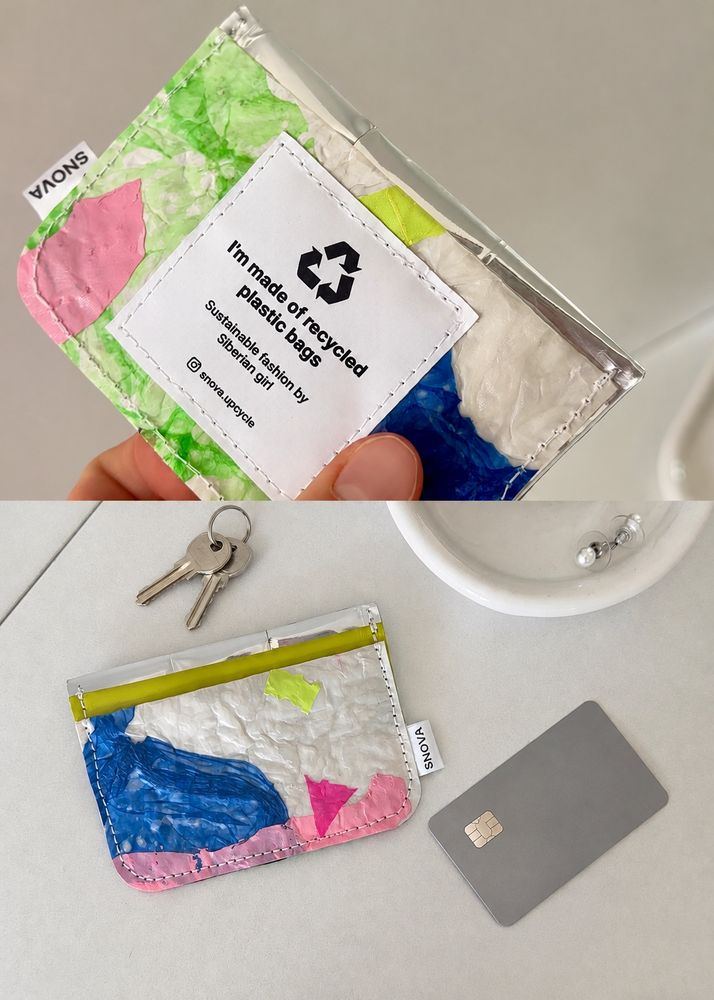 SNOVA
I'm made of recycled
plastic bags
Sustainable fashion by
Siberian girl
snova.upcycle
SNOVA